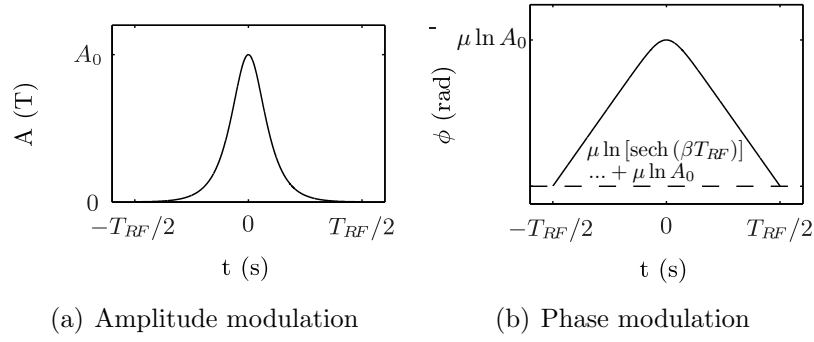 A₀
A (T)
0
−T_RF/2 0 T_RF/2
t (s)
(a) Amplitude modulation
μ ln A₀
ϕ (rad)
μ ln [sech (βT_RF)]
... + μ ln A₀
−T_RF/2 0 T_RF/2
t (s)
(b) Phase modulation